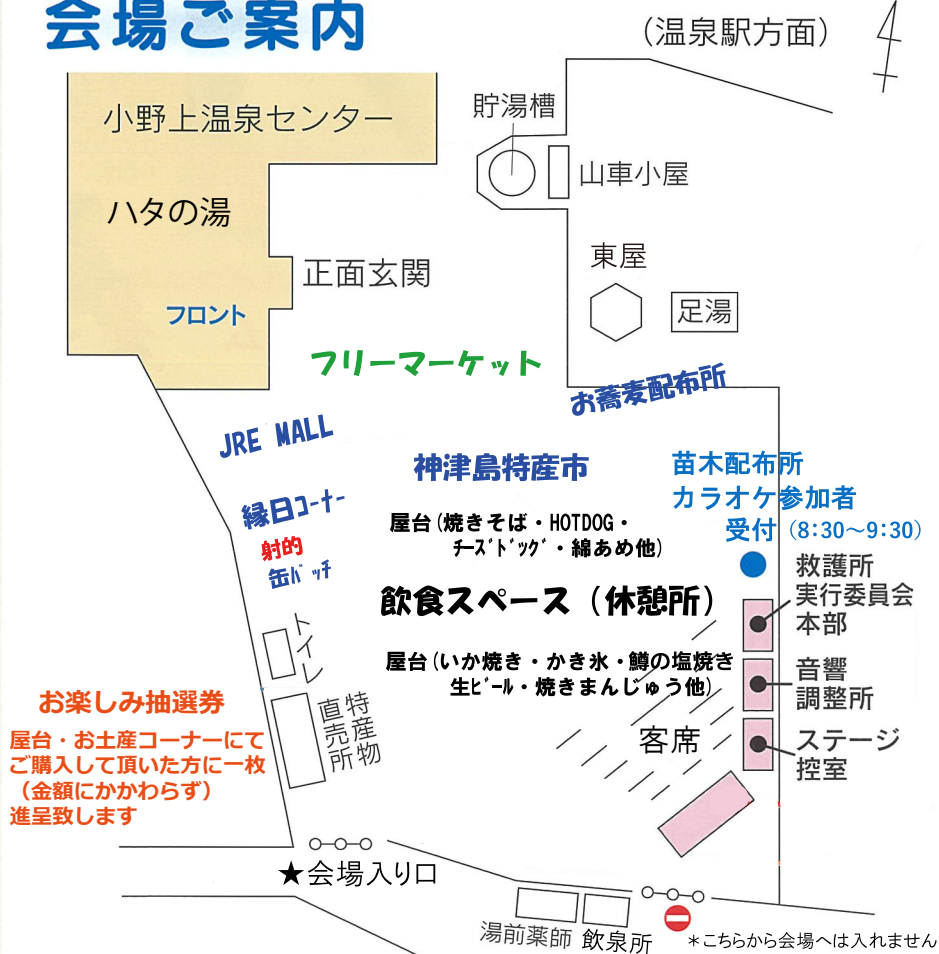 会場ご案内
（温泉駅方面）
小野上温泉センター
貯湯槽
山車小屋
ハタの湯
東屋
正面玄関
フロント
足湯
フリーマーケット
お蕎麦配布所
JRE MALL
神津島特産市
苗木配布所
カラオケ参加者
受付（8:30～9:30）
縁日ｺｰﾅｰ
射的
缶ﾊﾞｯﾁ
屋台(焼きそば・HOTDOG・
ﾁｰｽﾞﾄﾞｯｸﾞ・綿あめ他)
救護所
実行委員会
本部
飲食スペース（休憩所）
トイレ
屋台(いか焼き・かき氷・鱒の塩焼き
生ﾋﾞｰﾙ・焼きまんじゅう他)
音響
調整所
特産物
直売所
客席
ステージ
控室
お楽しみ抽選券
屋台・お土産コーナーにて
ご購入して頂いた方に一枚
（金額にかかわらず）
進呈致します
★会場入り口
湯前薬師
飲泉所
＊こちらから会場へは入れません